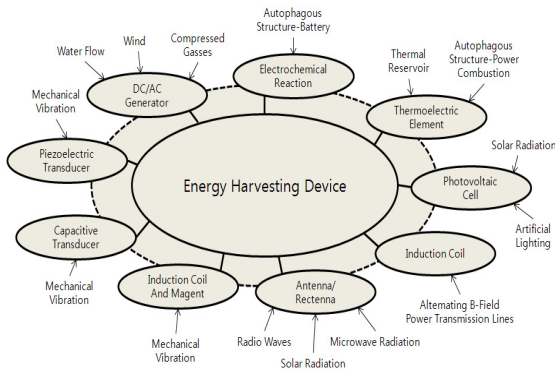 Autophagous
Structure-Battery
Compressed
Gasses
Wind
Water Flow
Electrochemical
Reaction
Thermal
Reservoir
Autophagous
Structure-Power
Combustion
DC/AC
Generator
Thermoelectric
Element
Mechanical
Vibration
Solar Radiation
Piezoelectric
Transducer
Energy Harvesting Device
Photovoltaic
Cell
Capacitive
Transducer
Artificial
Lighting
Induction Coil
Mechanical
Vibration
Induction Coil
And Magent
Antenna/
Rectenna
Alternating B-Field
Power Transmission Lines
Mechanical
Vibration
Radio Waves
Microwave Radiation
Solar Radiation